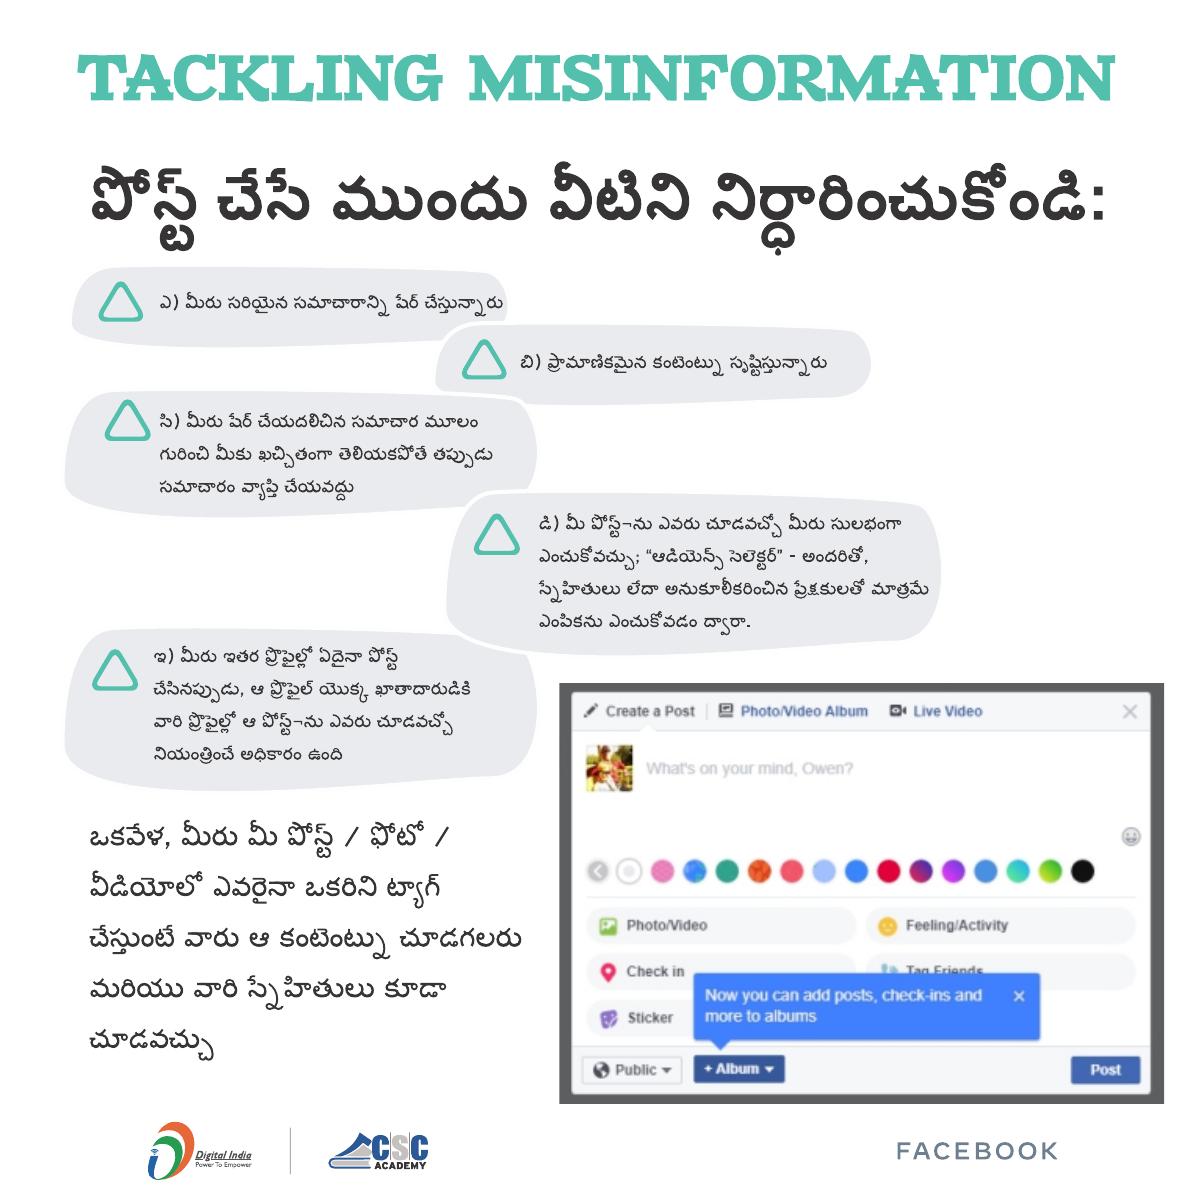 TACKLING MISINFORMATION
పోస్ట్ చేసే ముందు వీటిని నిర్ధారించుకోండి:
ఎ) మీరు సరియైన సమాచారాన్ని షేర్ చేస్తున్నారు
బి) ప్రామాణికమైన కంటెంట్ను సృష్టిస్తున్నారు
సి) మీరు షేర్ చేయదలిచిన సమాచార మూలం
గురించి మీకు ఖచ్చితంగా తెలియకపోతే తప్పుడు
సమాచారం వ్యాప్తి చేయవద్దు
డి) మీ పోస్ట్¬ను ఎవరు చూడవచ్చో మీరు సులభంగా
ఎంచుకోవచ్చు; “ఆడియెన్స్ సెలెక్టర్” - అందరితో,
స్నేహితులు లేదా అనుకూలీకరించిన ప్రేక్షకులతో మాత్రమే
ఎంపికను ఎంచుకోవడం ద్వారా.
ఇ) మీరు ఇతర ప్రొఫైల్లో ఏదైనా పోస్ట్
చేసినప్పుడు, ఆ ప్రొఫైల్ యొక్క ఖాతాదారుడికి
వారి ప్రొఫైల్లో ఆ పోస్ట్¬ను ఎవరు చూడవచ్చో
నియంత్రించే అధికారం ఉంది
ఒకవేళ, మీరు మీ పోస్ట్ / ఫోటో /
వీడియోలో ఎవరైనా ఒకరిని ట్యాగ్
చేస్తుంటే వారు ఆ కంటెంట్ను చూడగలరు
మరియు వారి స్నేహితులు కూడా
చూడవచ్చు
Create a Post Photo/Video Album Live Video
What's on your mind, Owen?
Photo/Video Feeling/Activity
Check in Tag Friends
Now you can add posts, check-ins and
more to albums
Sticker
Public + Album Post
Digital India
Power To Empower
CSC
ACADEMY
FACEBOOK